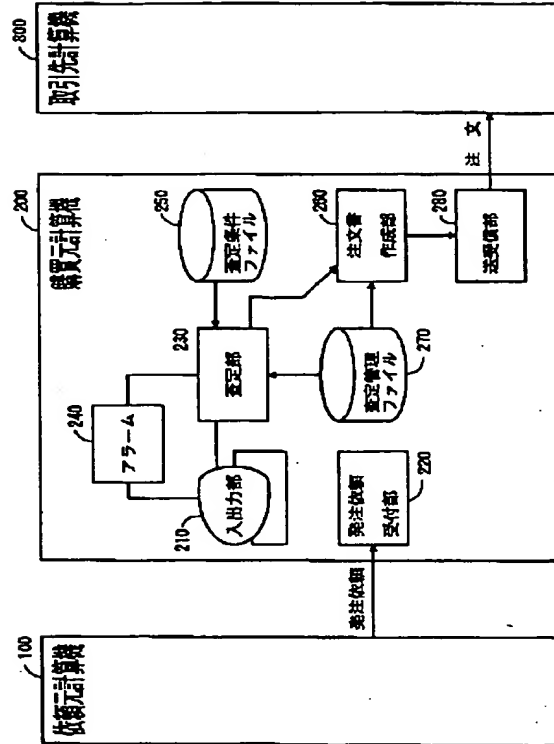 100
依頼元計算機
発注依頼
200
購買元計算機
240
アラーム
210
入出力部
230
査定部
250
査定条件
ファイル
220
発注依頼
受付部
270
査定管理
ファイル
260
注文書
作成部
280
送受信部
注文
800
取引先計算機